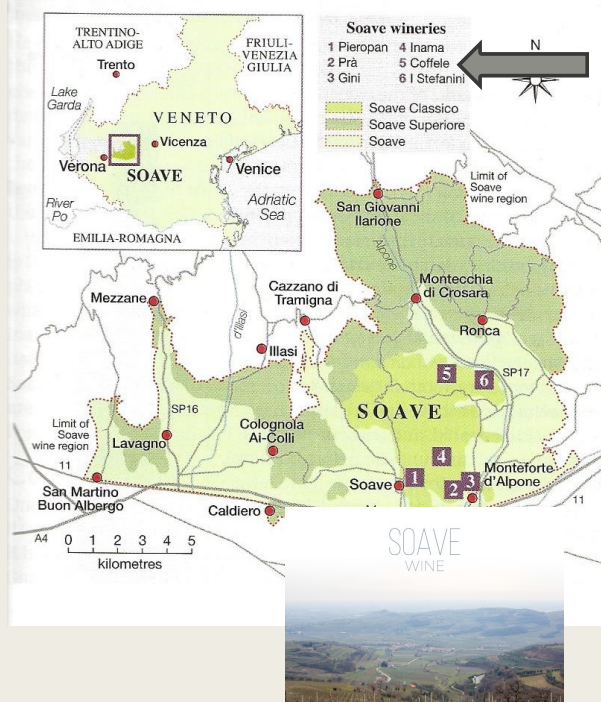 TRENTINO-
ALTO ADIGE
FRIULI-
VENEZIA
GIULIA
Trento
Lake
Garda
VENETO
Vicenza
Verona
SOAVE
Venice
River
Po
Adriatic
Sea
EMILIA-ROMAGNA
Soave wineries
1 Pieropan 4 Inama
2 Prà 5 Coffele
3 Gini 6 I Stefanini
Soave Classico
Soave Superiore
Soave
N
Limit of
Soave
wine region
San Giovanni
Ilarione
Alpone
Mezzane
Cazzano di
Tramigna
Montecchia
di Crosara
d'Illasi
Ronca
Illasi
5
6
SP17
SP16
SOAVE
Limit of
Soave
wine region
Lavagno
Colognola
Ai-Colli
4
11
Soave
1
2
3
Monteforte
d'Alpone
San Martino
Buon Albergo
Caldiero
11
A4
0 1 2 3 4 5
kilometres
SOAVE
WINE